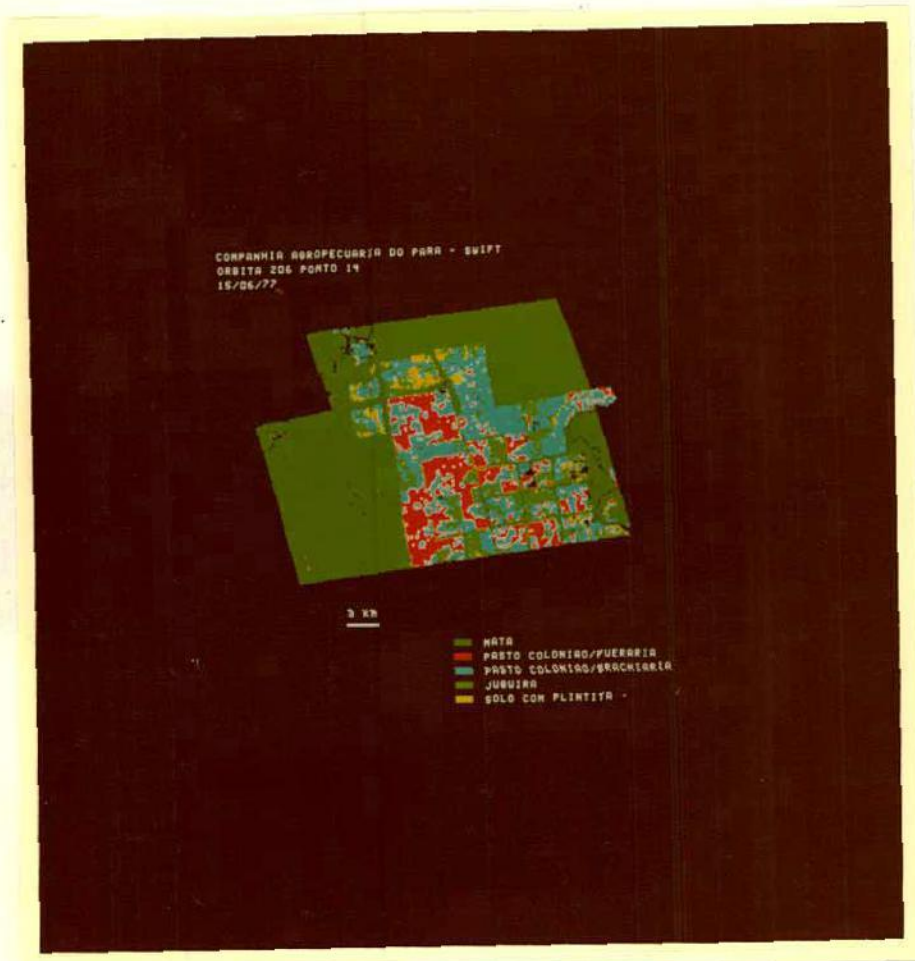 COMPANHIA AGROPECUARIA DO PARA - SWIFT
ORBITA 206 PONTO 14
15/06/77
3 KM
MATA
PASTO COLONIAO/PUERARIA
PASTO COLONIAO/BRACHIARIA
JUQUIRA
SOLO COM PLINTITA -